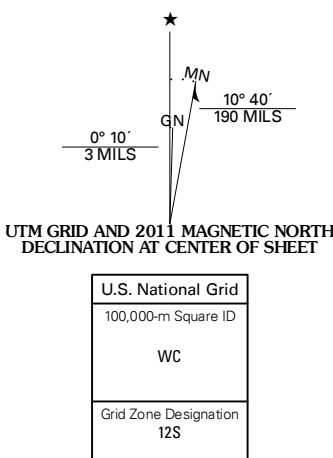 MN
GN
10° 40´
190 MILS
0° 10´
3 MILS
UTM GRID AND 2011 MAGNETIC NORTH
DECLINATION AT CENTER OF SHEET
U.S. National Grid
100,000-m Square ID
WC
Grid Zone Designation
12S